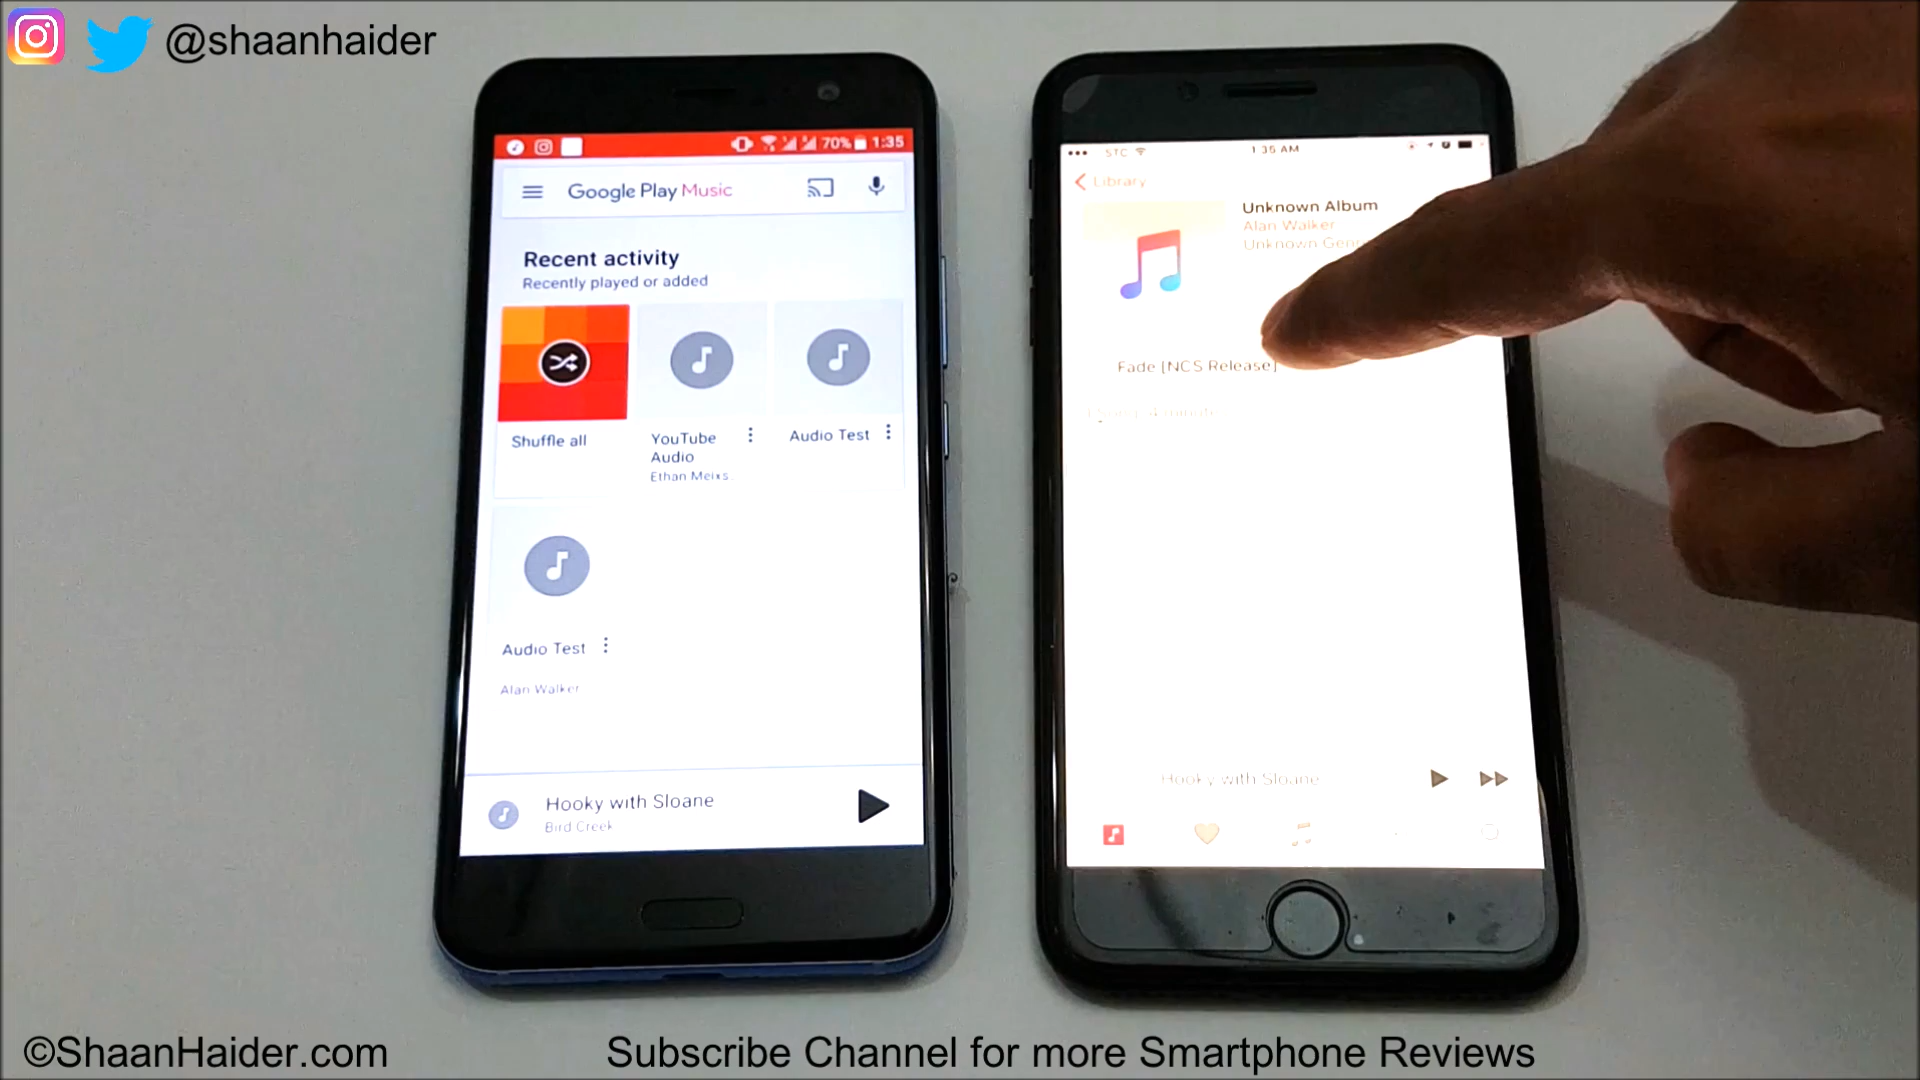 @shaanhaider
70% 1:35
Google Play Music
Recent activity
Recently played or added
Shuffle all
YouTube
Audio
Ethan Meixs..
Audio Test
Audio Test
Alan Walker
Hooky with Sloane
Bird Creek
STC
1:35 AM
Library
Unknown Album
Alan Walker
Unknown
Fade [NCS Release]
Hooky with Sloane
©ShaanHaider.com
Subscribe Channel for more Smartphone Reviews